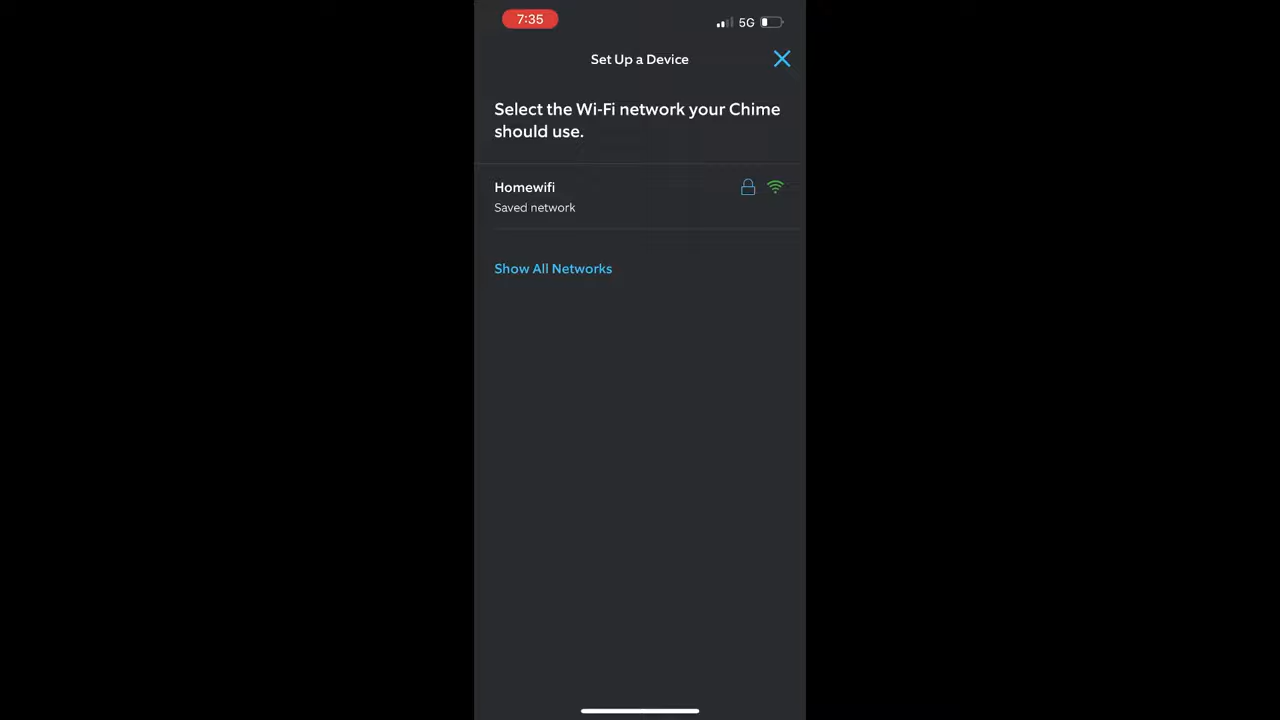 7:35
5G
Set Up a Device
Select the Wi-Fi network your Chime
should use.
Homewifi
Saved network
Show All Networks